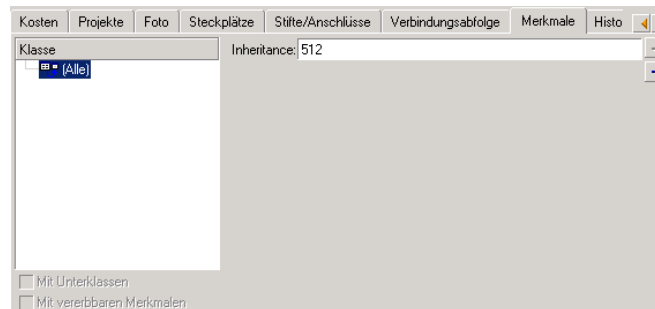 Kosten Projekte Foto Steckplätze Stifte/Anschlüsse Verbindungsabfolge Merkmale Histo
Klasse Inheritance: 512
(Alle)
Mit Unterklassen
Mit vererbbaren Merkmalen